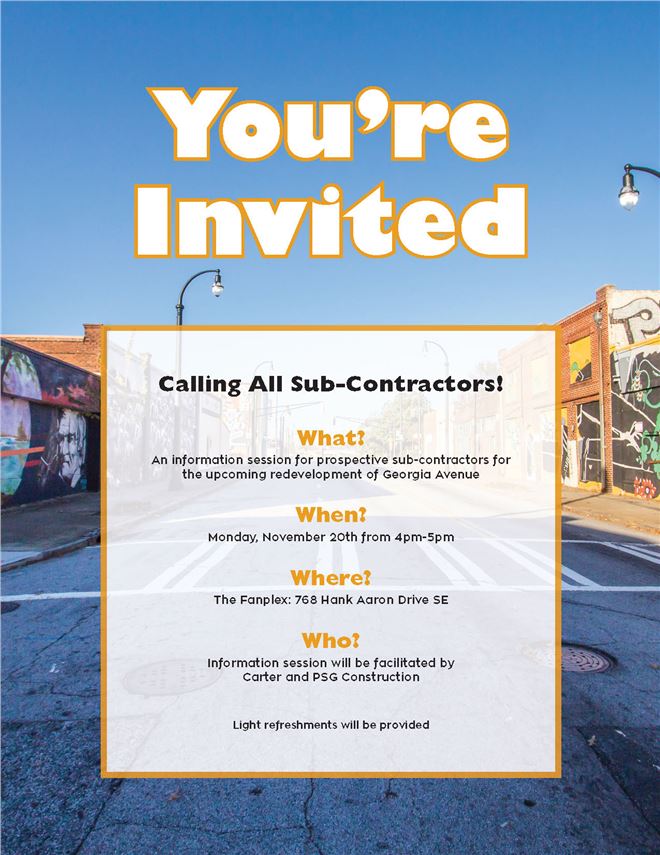 You're
Invited
Calling All Sub-Contractors!
What?
An information session for prospective sub-contractors for
the upcoming redevelopment of Georgia Avenue
When?
Monday, November 20th from 4pm-5pm
Where?
The Fanplex: 768 Hank Aaron Drive SE
Who?
Information session will be facilitated by
Carter and PSG Construction
Light refreshments will be provided